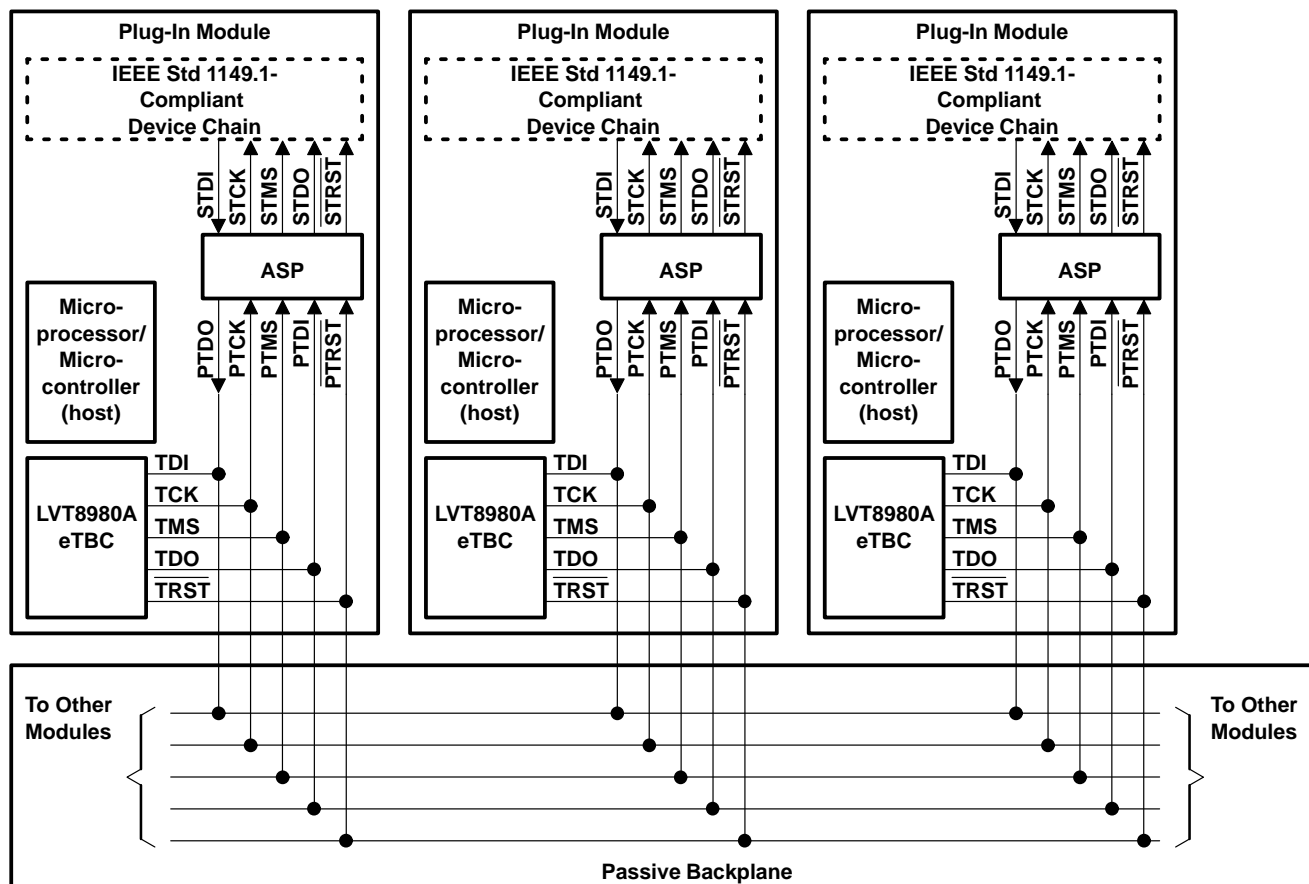 Plug-In Module
IEEE Std 1149.1-
Compliant
Device Chain
STDI
STCK
STMS
STDO
STRST
ASP
Micro-
processor/
Micro-
controller
(host)
PTDO
PTCK
PTMS
PTDI
PTRST
LVT8980A
eTBC
TDI
TCK
TMS
TDO
TRST
Plug-In Module
IEEE Std 1149.1-
Compliant
Device Chain
STDI
STCK
STMS
STDO
STRST
ASP
Micro-
processor/
Micro-
controller
(host)
PTDO
PTCK
PTMS
PTDI
PTRST
LVT8980A
eTBC
TDI
TCK
TMS
TDO
TRST
Plug-In Module
IEEE Std 1149.1-
Compliant
Device Chain
STDI
STCK
STMS
STDO
STRST
ASP
Micro-
processor/
Micro-
controller
(host)
PTDO
PTCK
PTMS
PTDI
PTRST
LVT8980A
eTBC
TDI
TCK
TMS
TDO
TRST
To Other
Modules
To Other
Modules
Passive Backplane